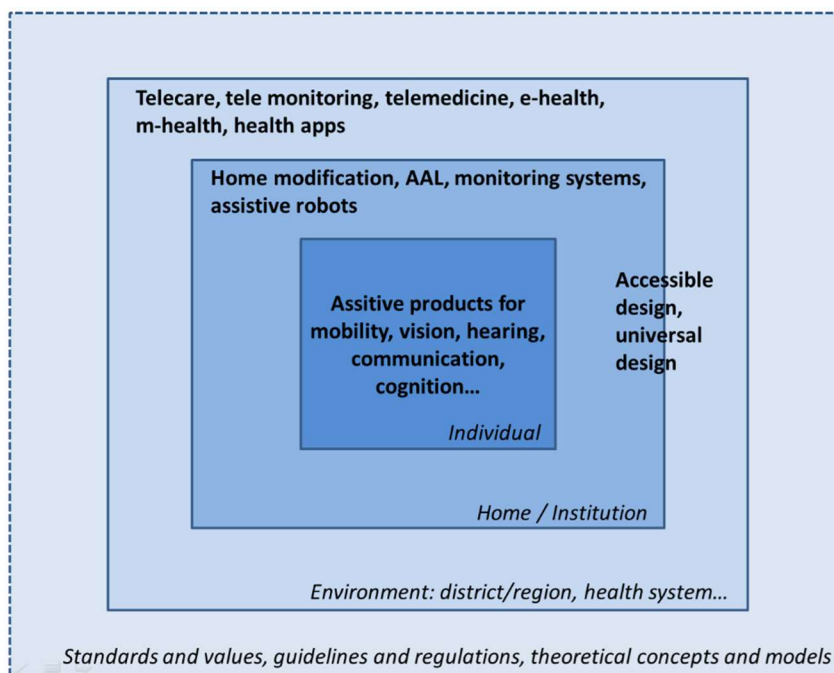 Telecare, tele monitoring, telemedicine, e-health,
m-health, health apps
Home modification, AAL, monitoring systems,
assistive robots
Assitive products for
mobility, vision, hearing,
communication,
cognition…
Individual
Accessible
design,
universal
design
Home / Institution
Environment: district/region, health system…
Standards and values, guidelines and regulations, theoretical concepts and models